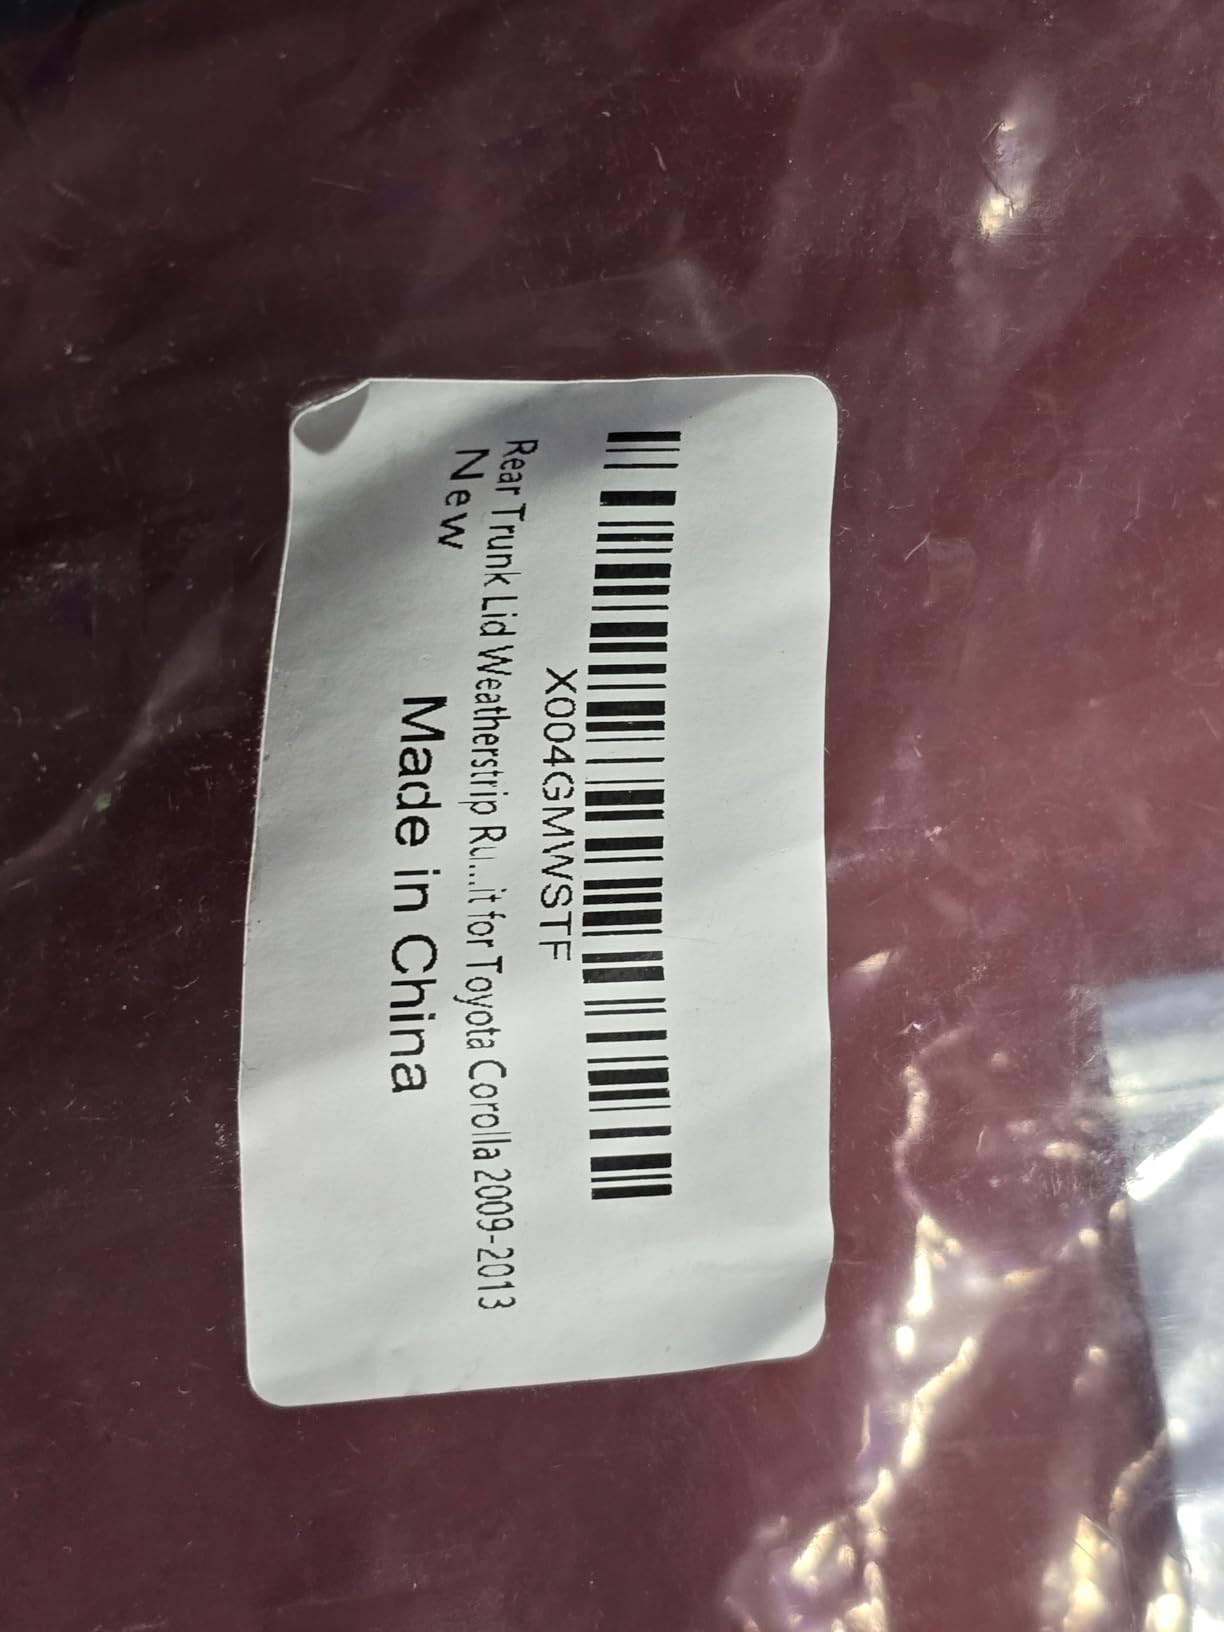 X004GMWSTF
Rear Trunk Lid Weatherstrip Ru...it for Toyota Corolla 2009-2013
New
Made in China